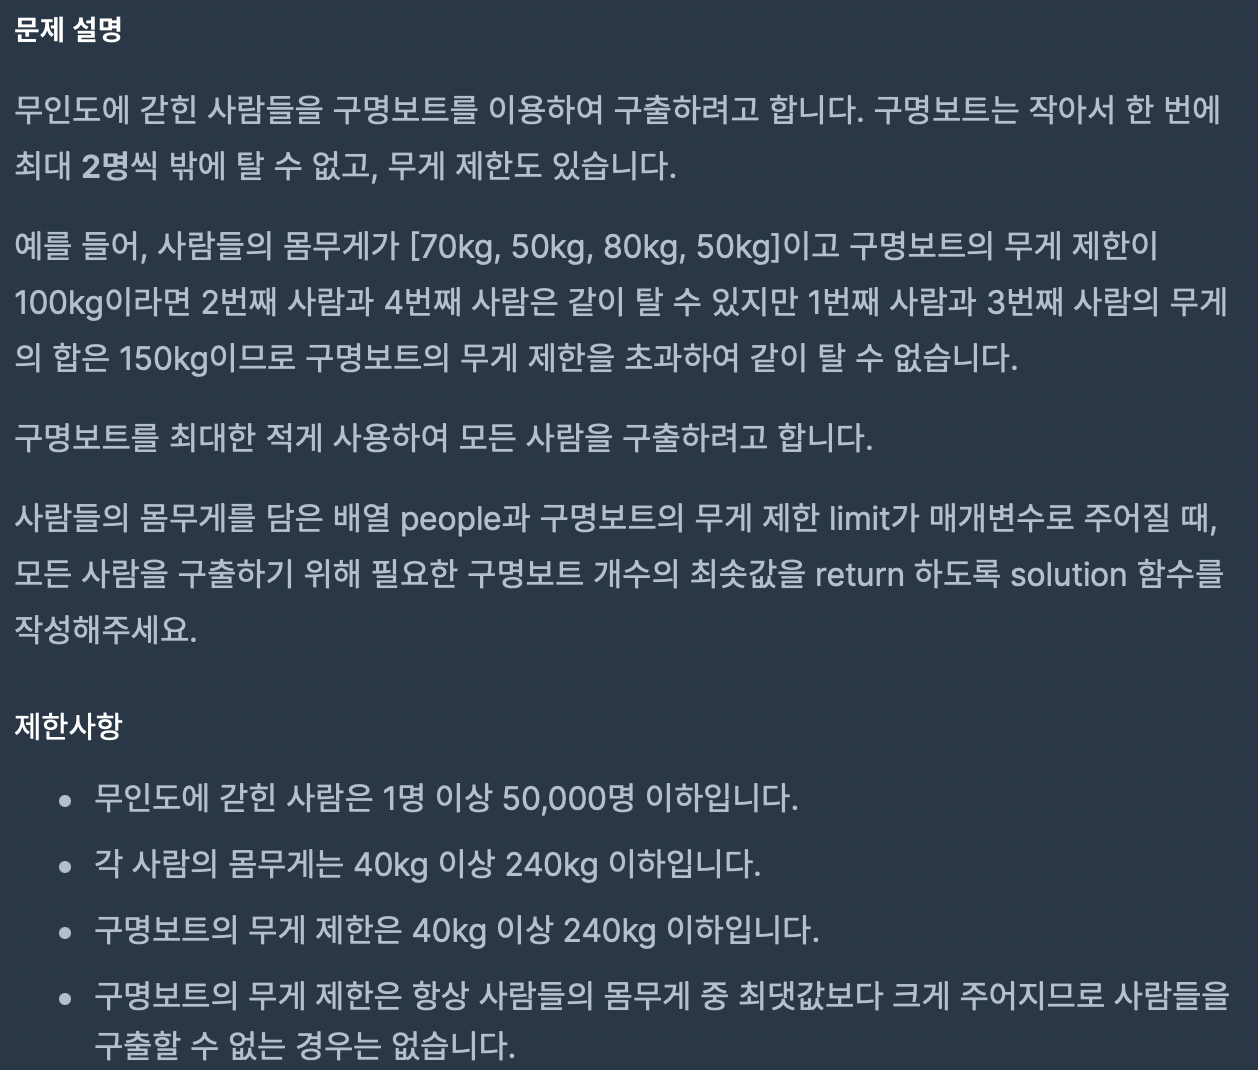 문제 설명
무인도에 갇힌 사람들을 구명보트를 이용하여 구출하려고 합니다. 구명보트는 작아서 한 번에
최대 2명씩 밖에 탈 수 없고, 무게 제한도 있습니다.
예를 들어, 사람들의 몸무게가 [70kg, 50kg, 80kg, 50kg]이고 구명보트의 무게 제한이
100kg이라면 2번째 사람과 4번째 사람은 같이 탈 수 있지만 1번째 사람과 3번째 사람의 무게
의 합은 150kg이므로 구명보트의 무게 제한을 초과하여 같이 탈 수 없습니다.
구명보트를 최대한 적게 사용하여 모든 사람을 구출하려고 합니다.
사람들의 몸무게를 담은 배열 people과 구명보트의 무게 제한 limit가 매개변수로 주어질 때,
모든 사람을 구출하기 위해 필요한 구명보트 개수의 최솟값을 return 하도록 solution 함수를
작성해주세요.
제한사항
• 무인도에 갇힌 사람은 1명 이상 50,000명 이하입니다.
• 각 사람의 몸무게는 40kg 이상 240kg 이하입니다.
• 구명보트의 무게 제한은 40kg 이상 240kg 이하입니다.
• 구명보트의 무게 제한은 항상 사람들의 몸무게 중 최댓값보다 크게 주어지므로 사람들을
구출할 수 없는 경우는 없습니다.